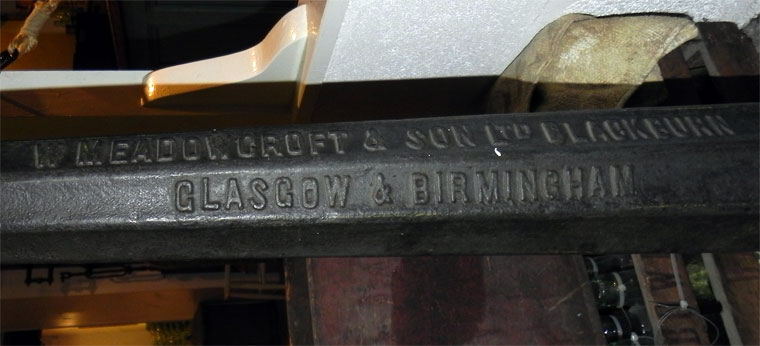 W MEADOWCROFT & SON LTD BLACKBURN
GLASGOW & BIRMINGHAM